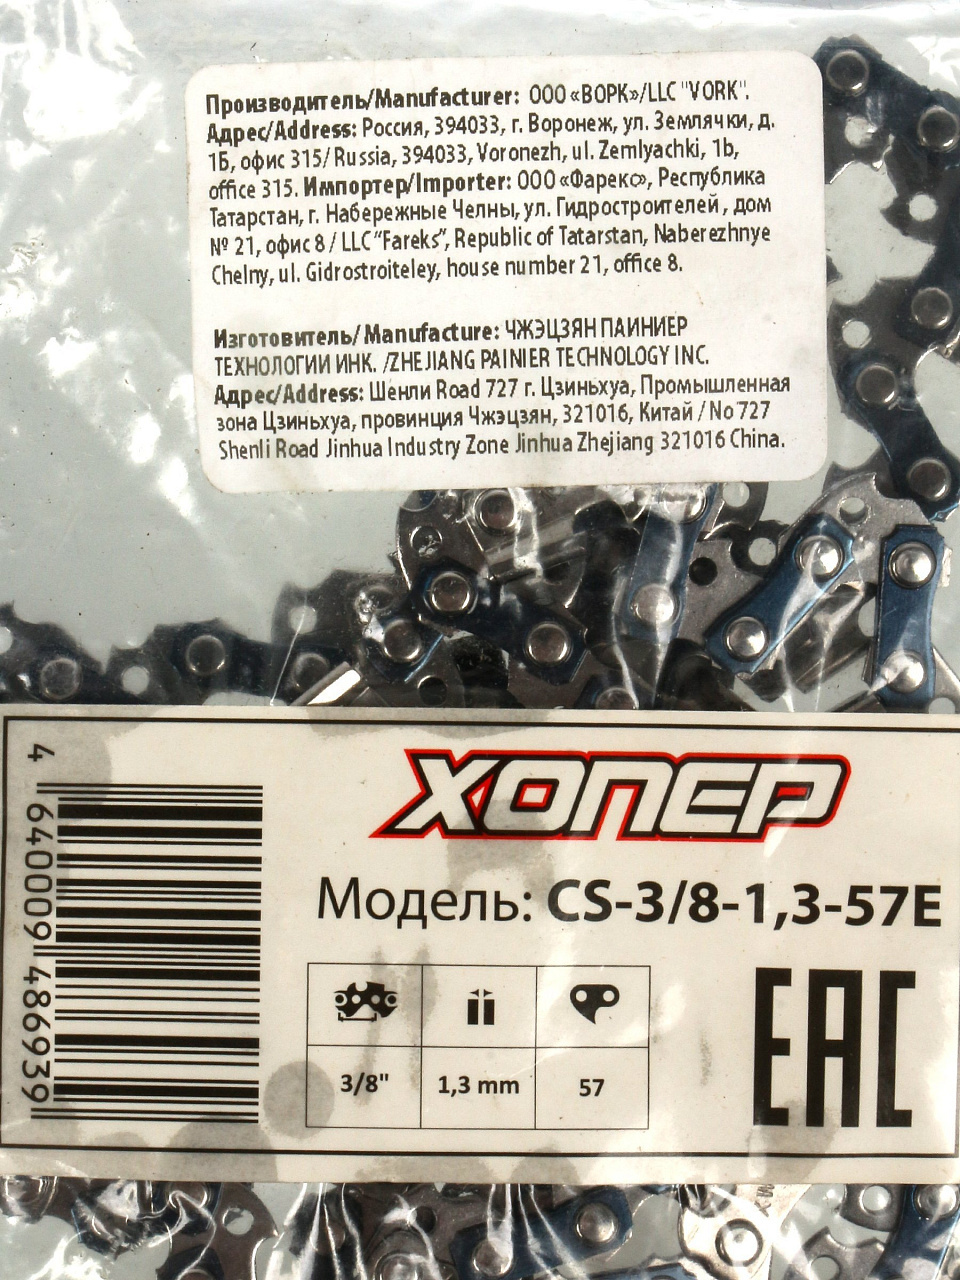 Производитель/Manufacturer: ООО «ВОРК»/LLC "VORK".
Адрес/Address: Россия, 394033, г. Воронеж, ул. Землячки, д.
1Б, офис 315/ Russia, 394033, Voronezh, ul. Zemlyachki, 1b,
office 315. Импортер/Importer: ООО «Фарекс», Республика
Татарстан, г. Набережные Челны, ул. Гидростроителей, дом
№ 21, офис 8 / LLC "Fareks", Republic of Tatarstan, Naberezhnye
Chelny, ul. Gidrostroiteley, house number 21, office 8.
Изготовитель/ Manufacture: ЧЖЭЦЗЯН ПАИНИЕР
ТЕХНОЛОГИИ ИНК. /ZHEJIANG PAINIER TECHNOLOGY INC.
Адрес/Address: Шенли Road 727 г. Цзиньхуа, Промышленная
зона Цзиньхуа, провинция Чжэцзян, 321016, Китай / No 727
Shenli Road Jinhua Industry Zone Jinhua Zhejiang 321016 China.
ХОПЕР
Модель: CS-3/8-1,3-57E
3/8" 1,3 mm 57
EAC
4 640009 486939